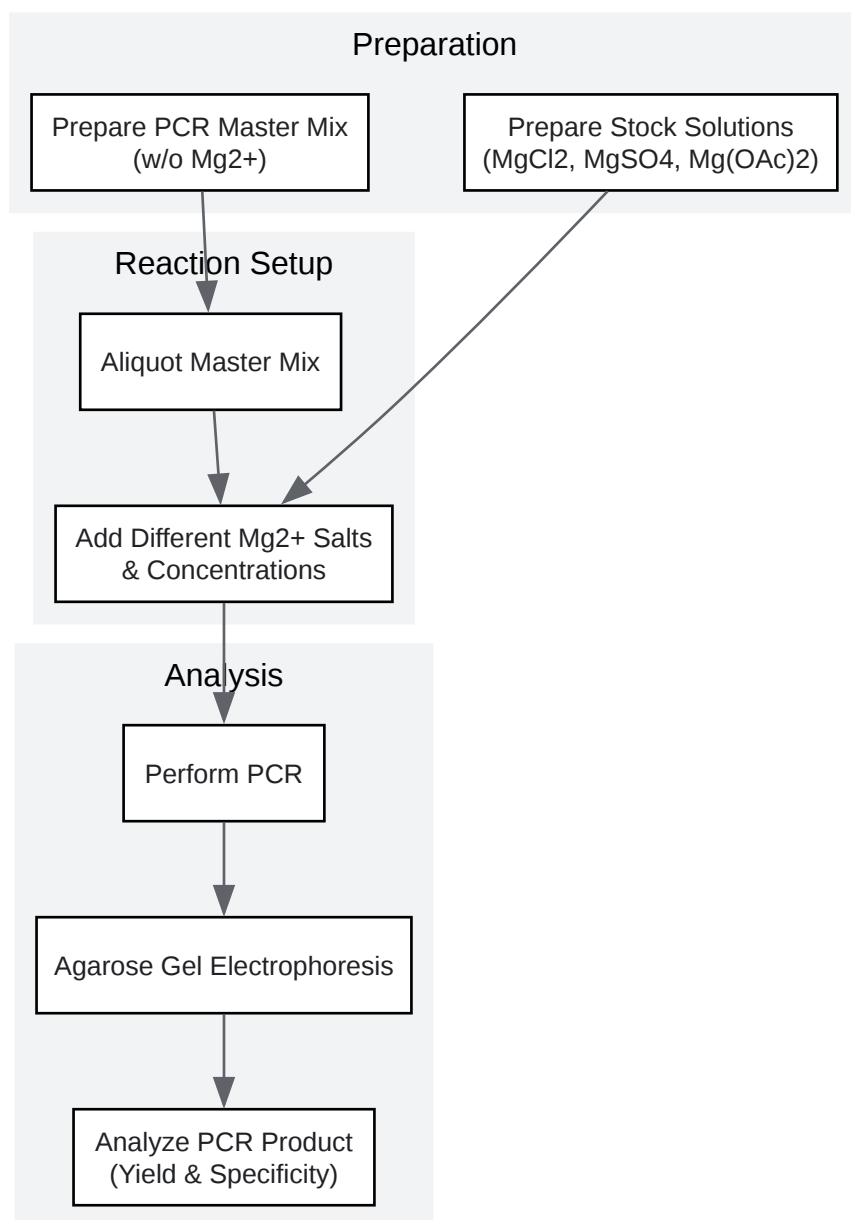 Preparation
Prepare PCR Master Mix
(w/o Mg2+)
Prepare Stock Solutions
(MgCl2, MgSO4, Mg(OAc)2)
Reaction Setup
Aliquot Master Mix
Add Different Mg2+ Salts
& Concentrations
Analysis
Perform PCR
Agarose Gel Electrophoresis
Analyze PCR Product
(Yield & Specificity)